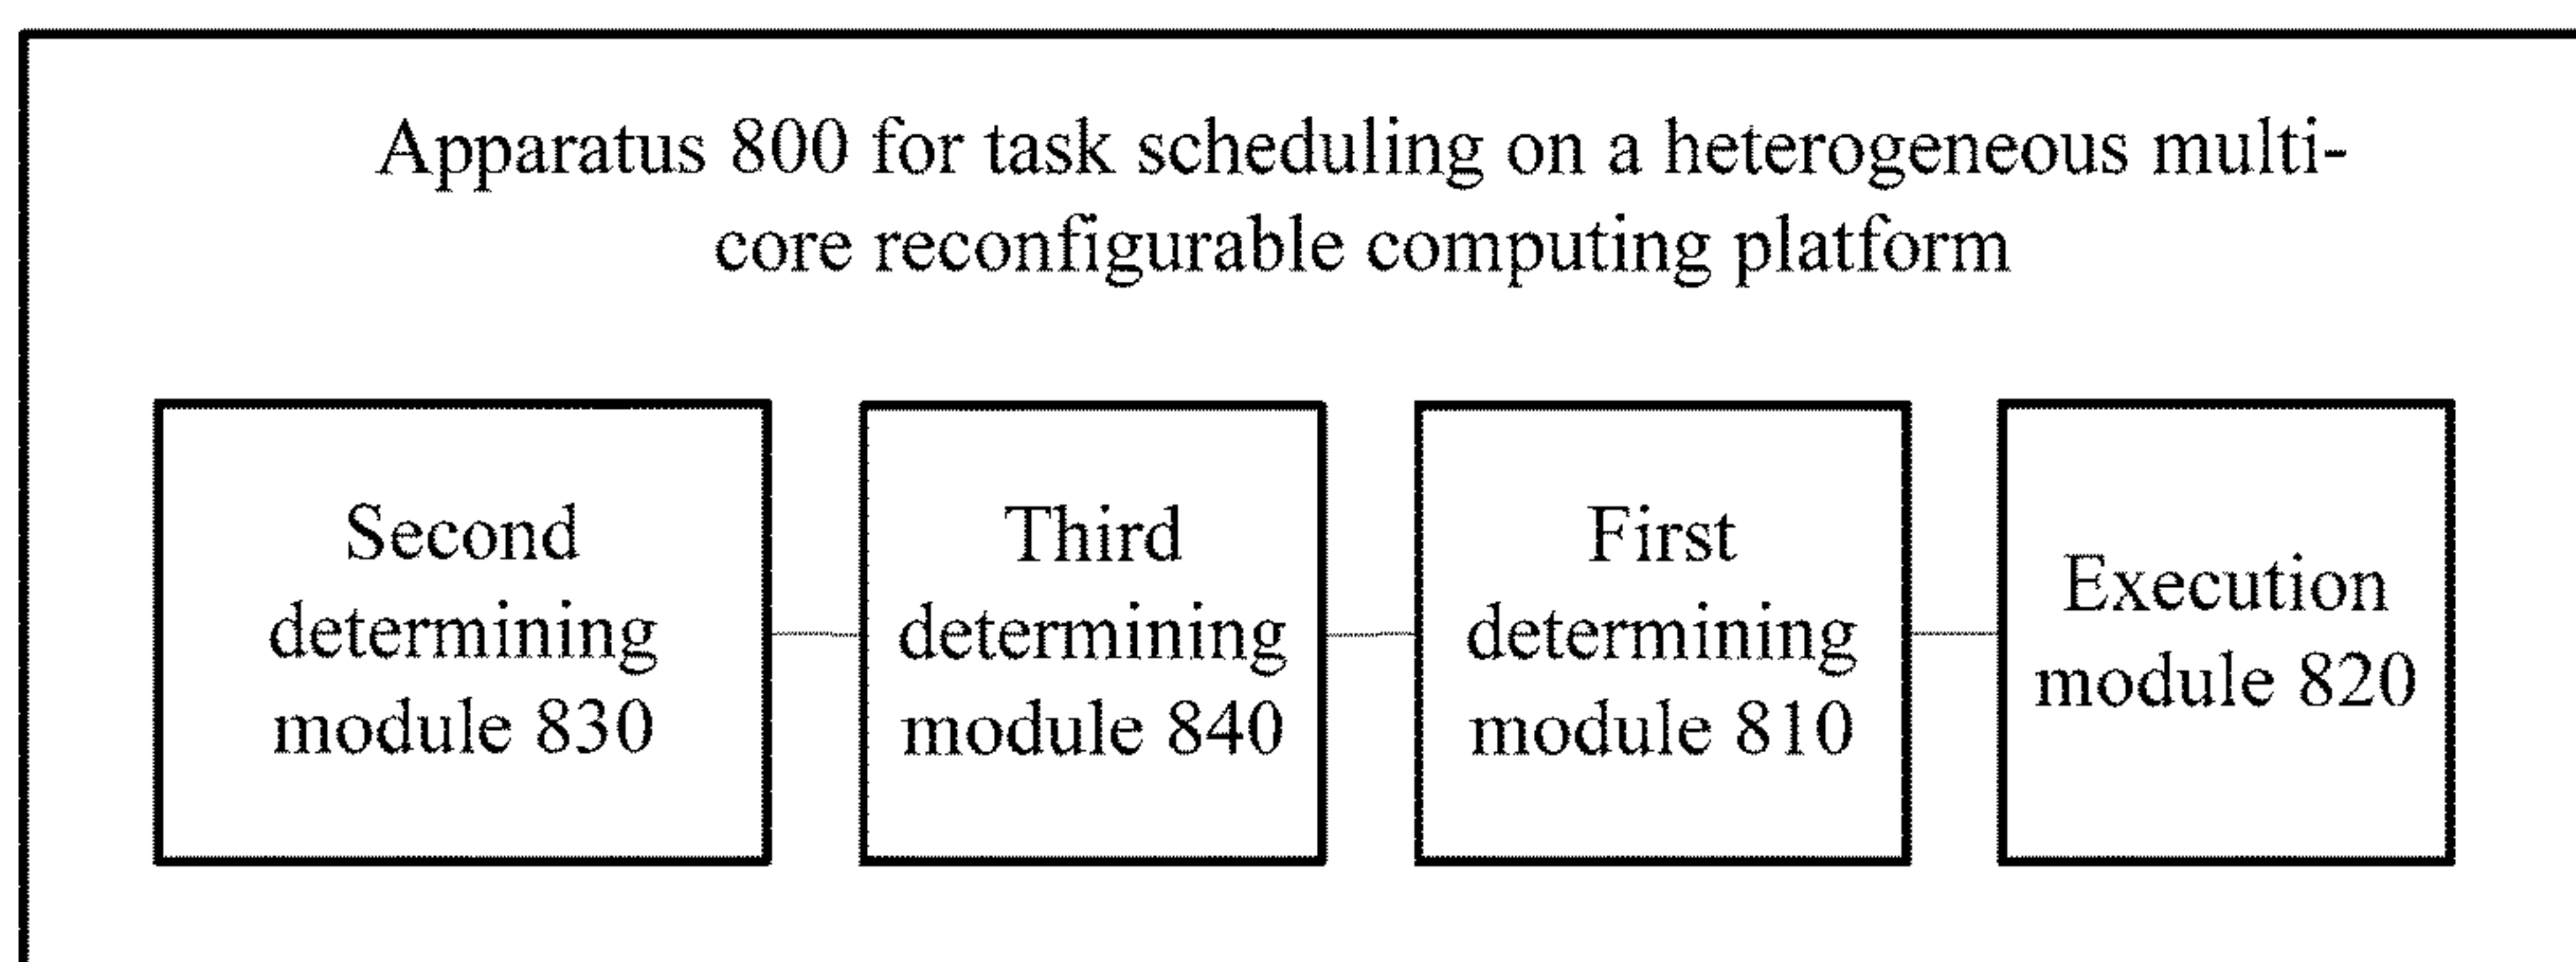 Apparatus 800 for task scheduling on a heterogeneous multi-
core reconfigurable computing platform
Second
determining
module 830
Third
determining
module 840
First
determining
module 810
Execution
module 820